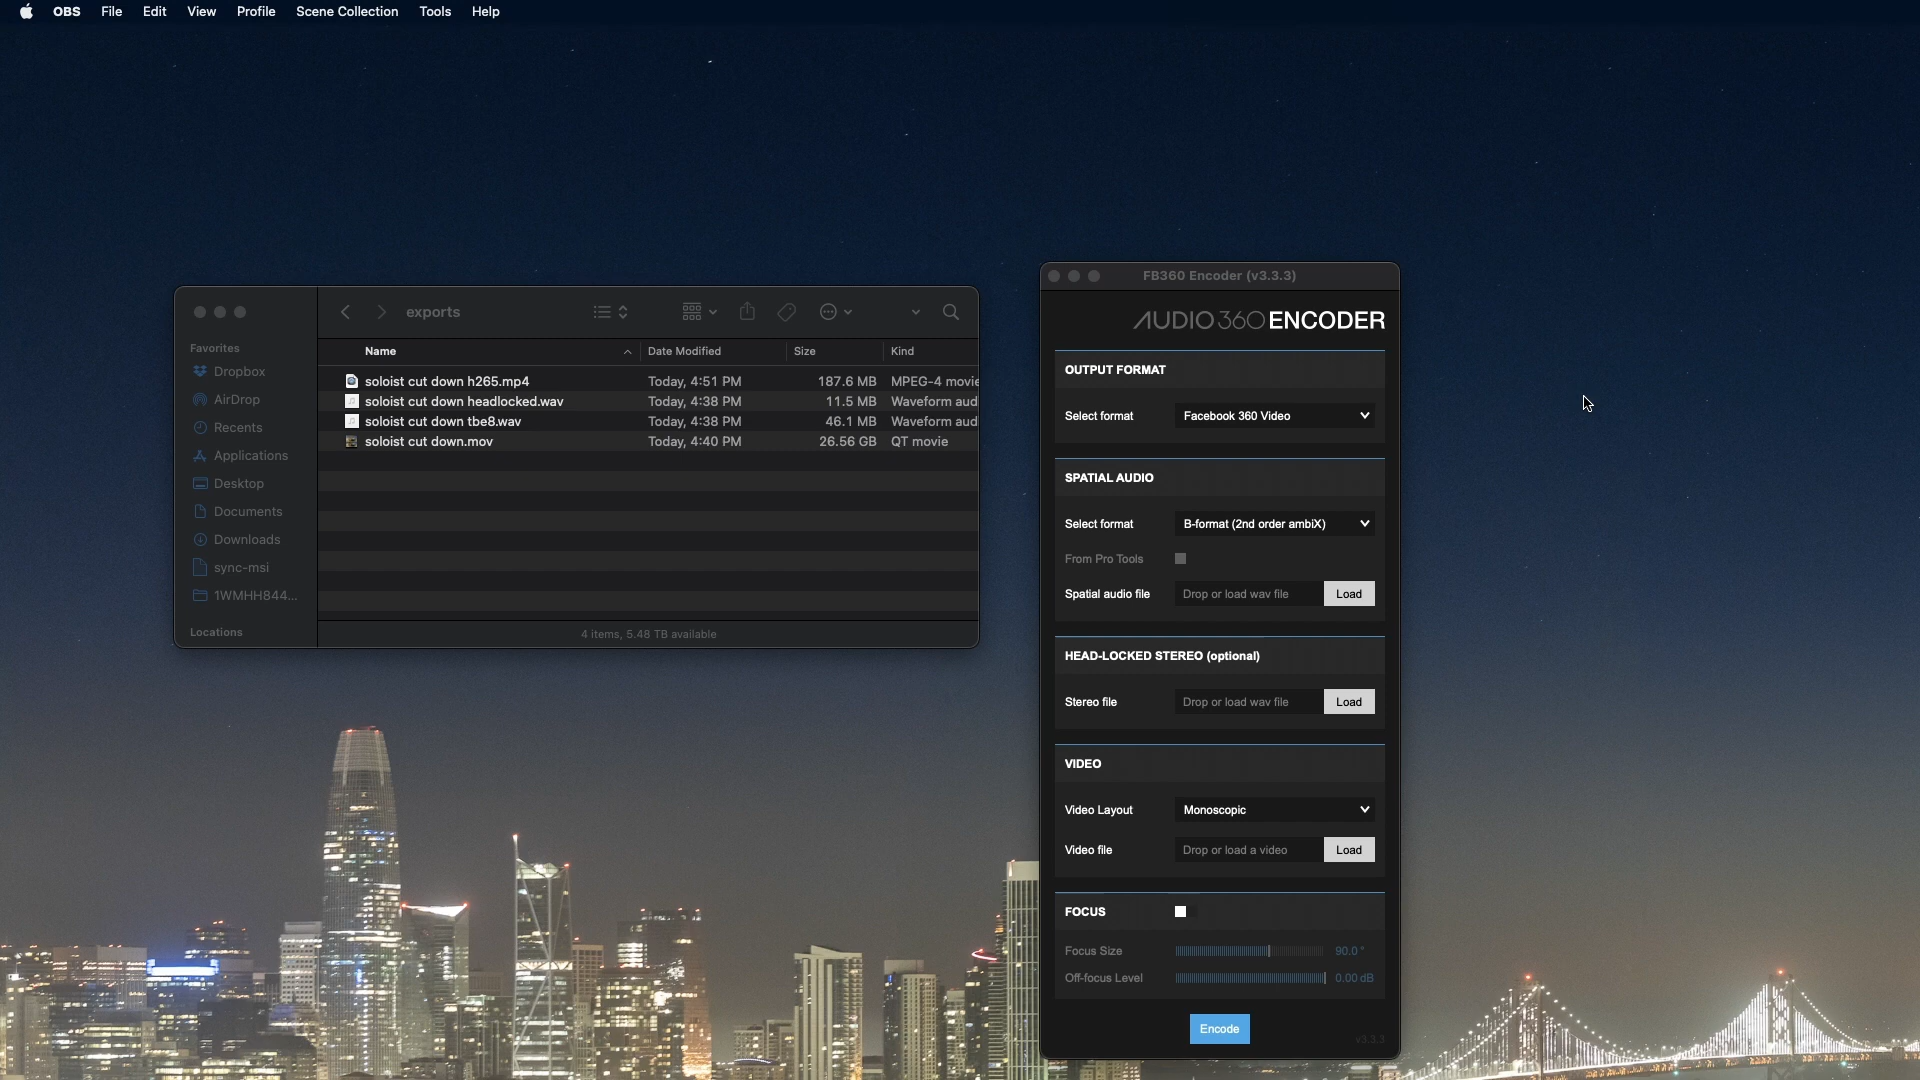 OBS File Edit View Profile Scene Collection Tools Help
exports
Favorites
Dropbox
AirDrop
Recents
Applications
Desktop
Documents
Downloads
sync-msi
1WMHH844...
Locations
Name Date Modified Size Kind
soloist cut down h265.mp4 Today, 4:51 PM 187.6 MB MPEG-4 movie
soloist cut down headlocked.wav Today, 4:38 PM 11.5 MB Waveform aud
soloist cut down tbe8.wav Today, 4:38 PM 46.1 MB Waveform aud
soloist cut down.mov Today, 4:40 PM 26.56 GB QT movie
4 items, 5.48 TB available
FB360 Encoder (v3.3.3)
AUDIO360 ENCODER
OUTPUT FORMAT
Select format Facebook 360 Video
SPATIAL AUDIO
Select format B-format (2nd order ambiX)
From Pro Tools
Spatial audio file Drop or load wav file Load
HEAD-LOCKED STEREO (optional)
Stereo file Drop or load wav file Load
VIDEO
Video Layout Monoscopic
Video file Drop or load a video Load
FOCUS
Focus Size 90.0 °
Off-focus Level 0.00 dB
Encode
v3.3.3